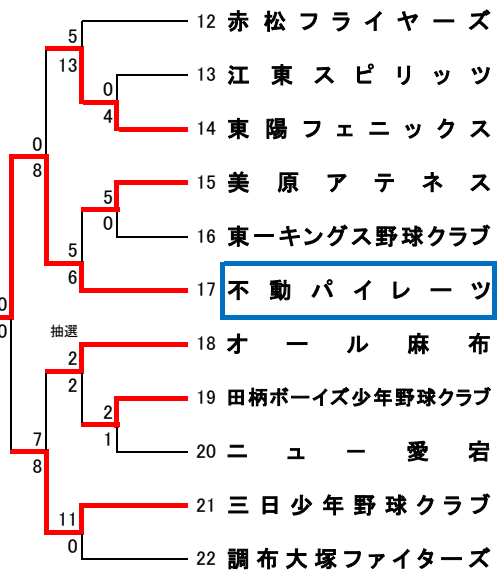 12 赤松フライヤーズ
5
13
0
13 江東スピリッツ
4
14 東陽フェニックス
0
8
5
15 美原アテネス
0
16 東一キングス野球クラブ
5
6
17 不動パイレーツ
0
0
抽選
2
18 オール麻布
2
2
19 田柄ボーイズ少年野球クラブ
1
20 ニュー愛宕
7
8
11
21 三日少年野球クラブ
0
22 調布大塚ファイターズ